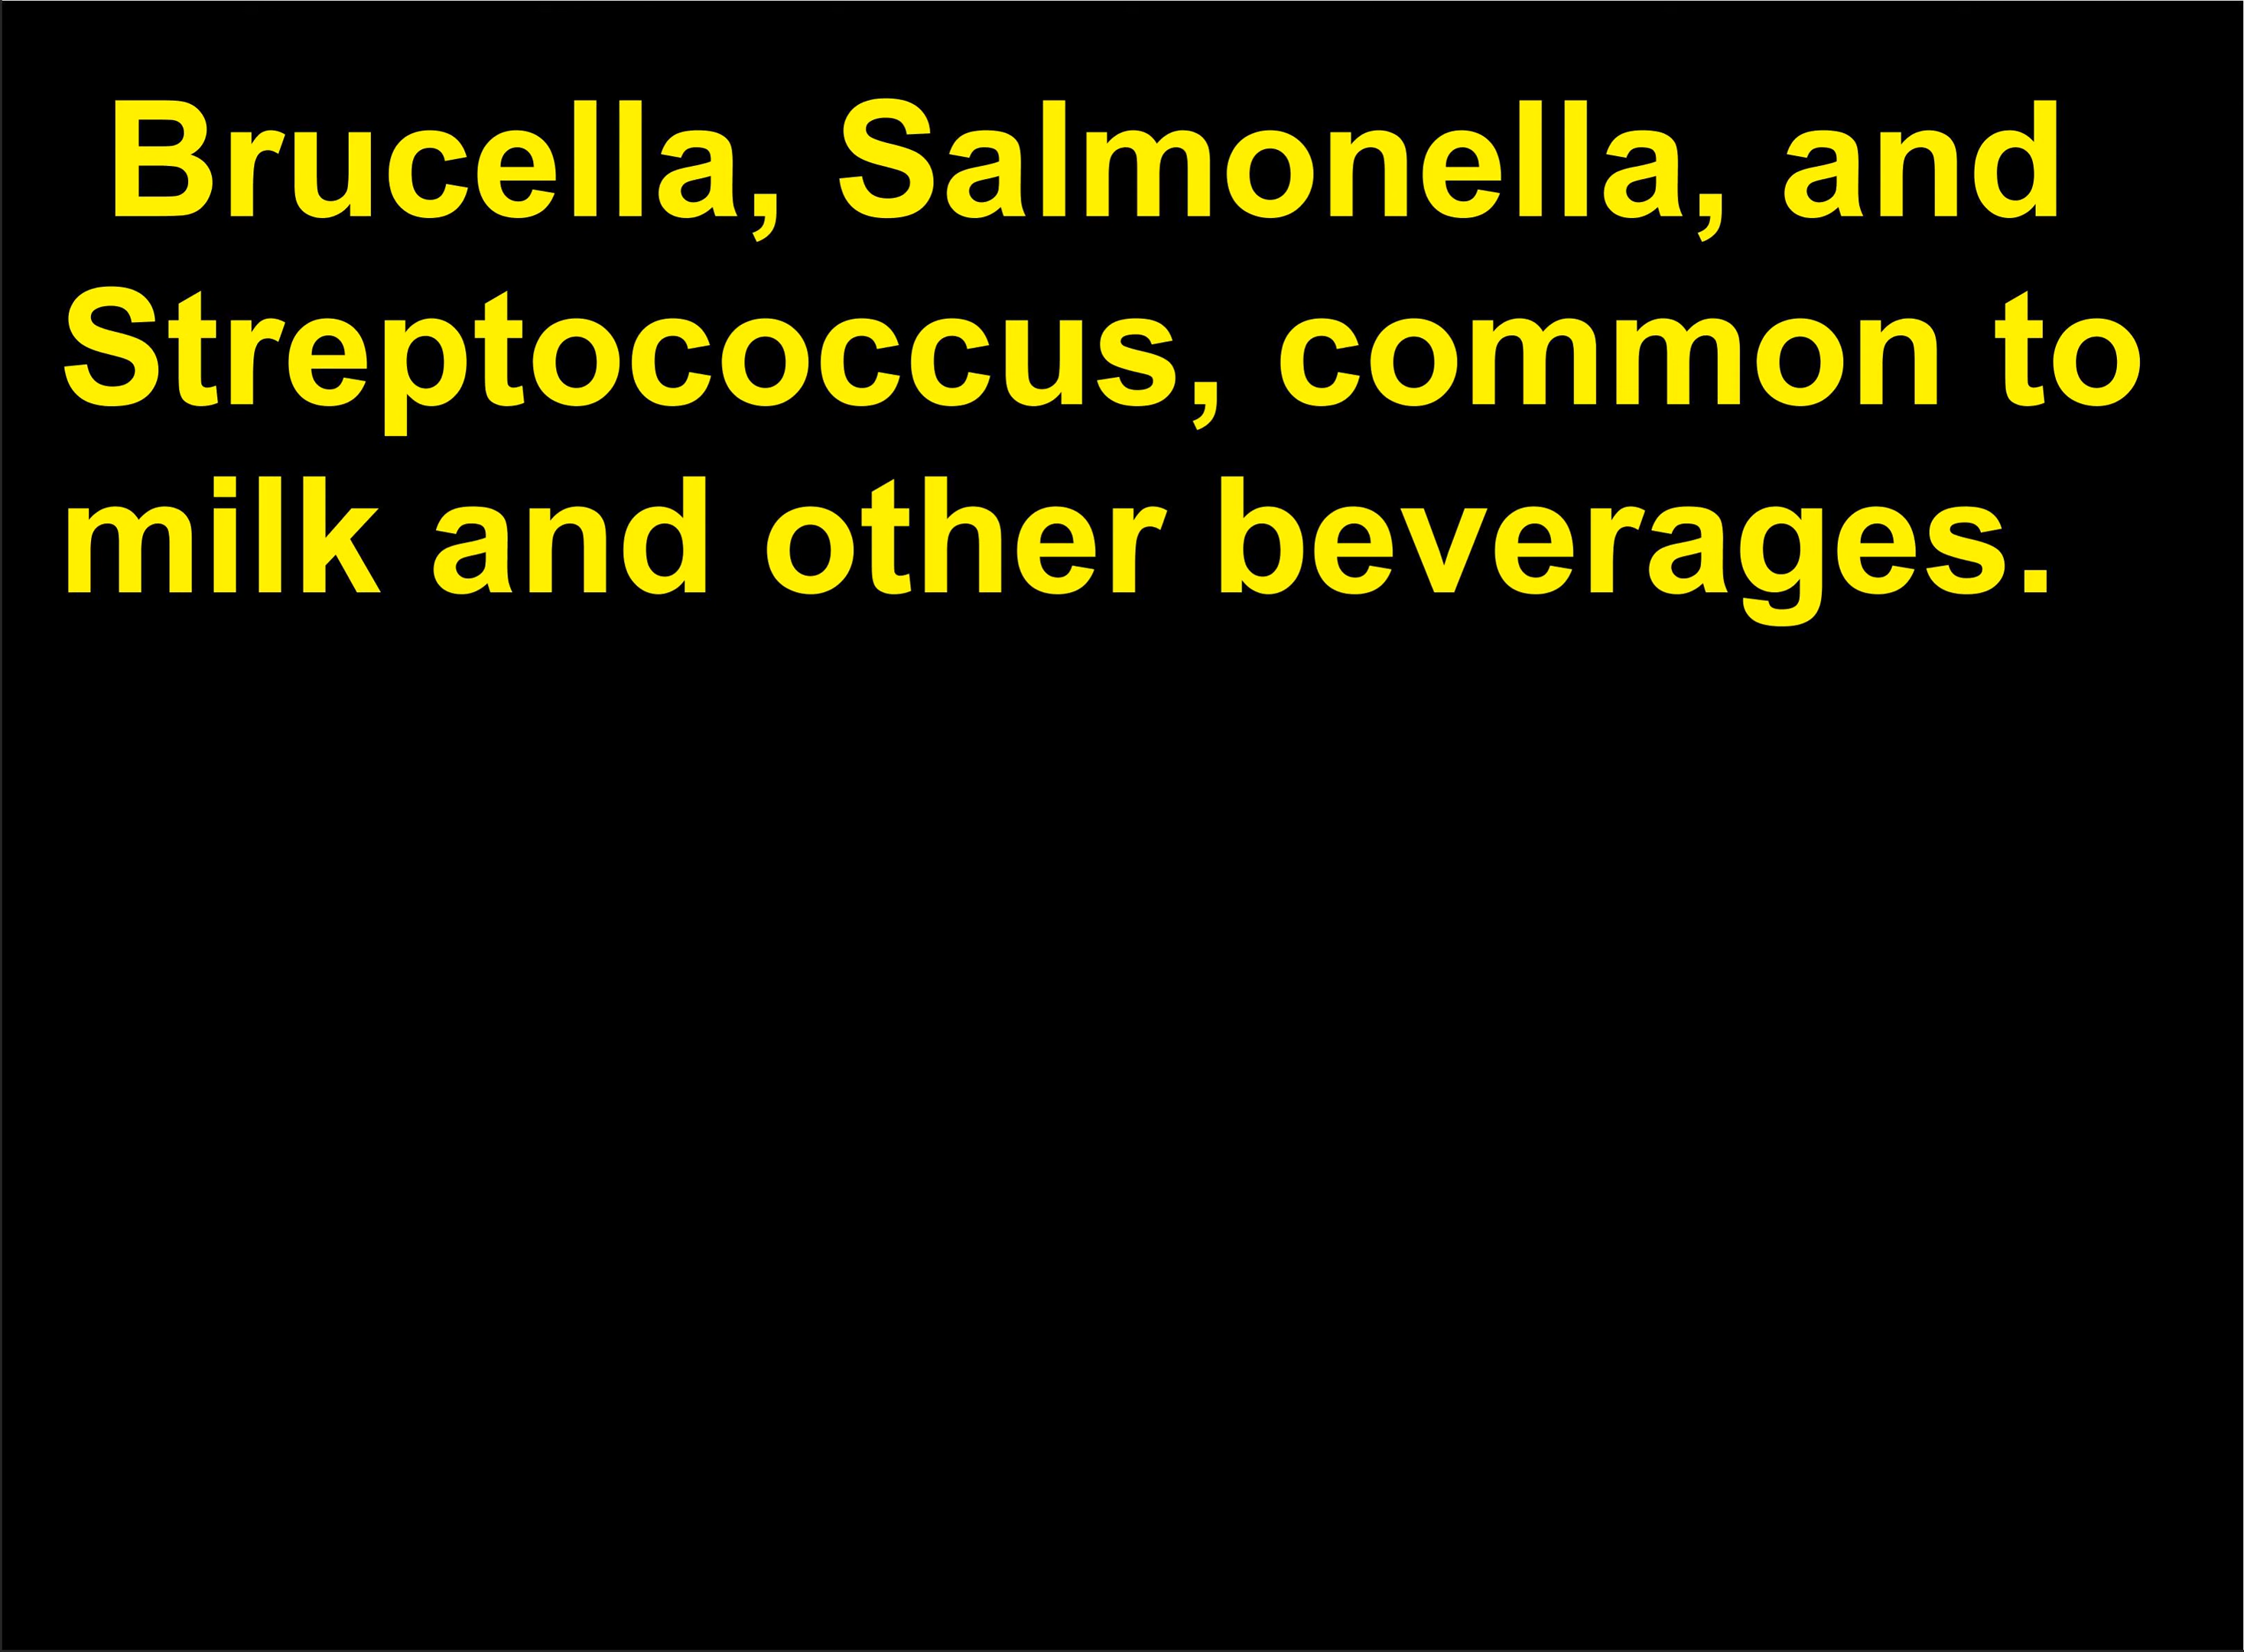 Brucella, Salmonella, and
Streptococcus, common to
milk and other beverages.